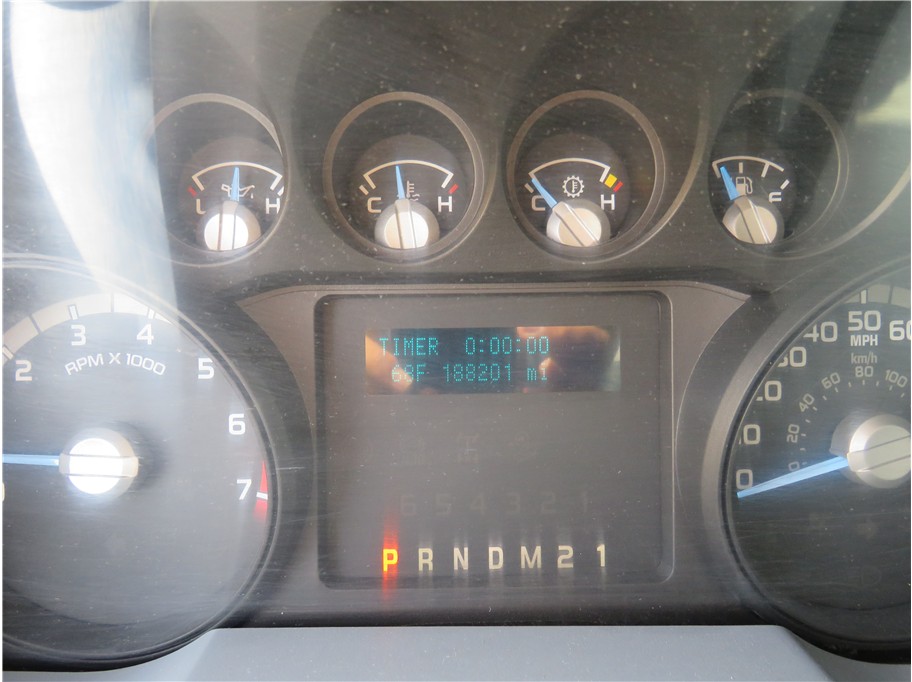 L H
C H
C H
F
2 3 4 5 6 7
RPM X 1000
TIMER 0:00:00
68F 188201 mi
6 5 4 3 2 1
P R N D M 2 1
40 50 60
MPH
km/h
20 40 60 80 100